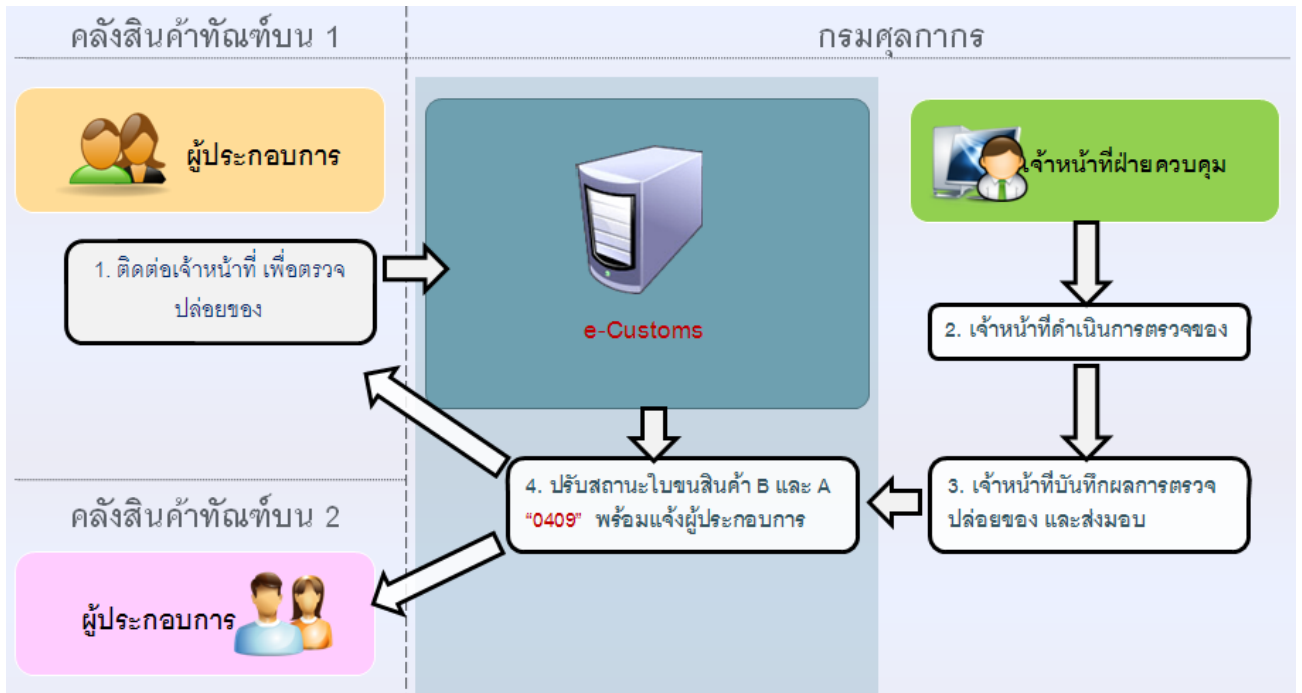 คลังสินค้าทัณฑ์บน 1
กรมศุลกากร
ผู้ประกอบการ
เจ้าหน้าที่ฝ่ายควบคุม
1. ติดต่อเจ้าหน้าที่ เพื่อตรวจ
ปล่อยของ
e-Customs
2. เจ้าหน้าที่ดำเนินการตรวจของ
4. ปรับสถานะใบขนสินค้า B และ A
“0409” พร้อมแจ้งผู้ประกอบการ
3. เจ้าหน้าที่บันทึกผลการตรวจ
ปล่อยของ และส่งมอบ
คลังสินค้าทัณฑ์บน 2
ผู้ประกอบการ